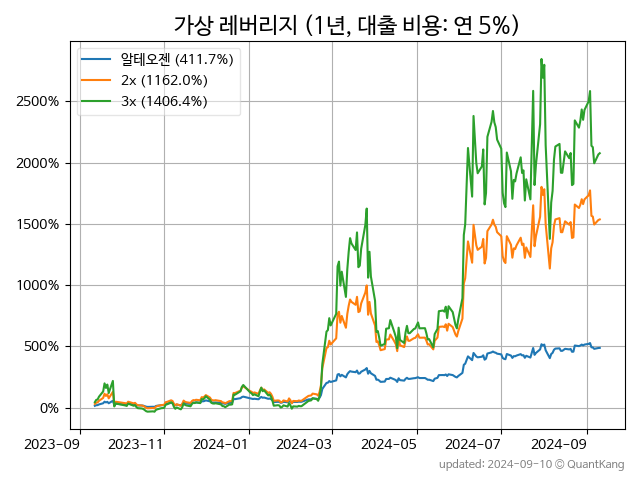 가상 레버리지 (1년, 대출 비용: 연 5%)
알테오젠 (411.7%)
2x (1162.0%)
3x (1406.4%)
2500%
2000%
1500%
1000%
500%
0%
2023-09 2023-11 2024-01 2024-03 2024-05 2024-07 2024-09
updated: 2024-09-10 ⓒ QuantKang